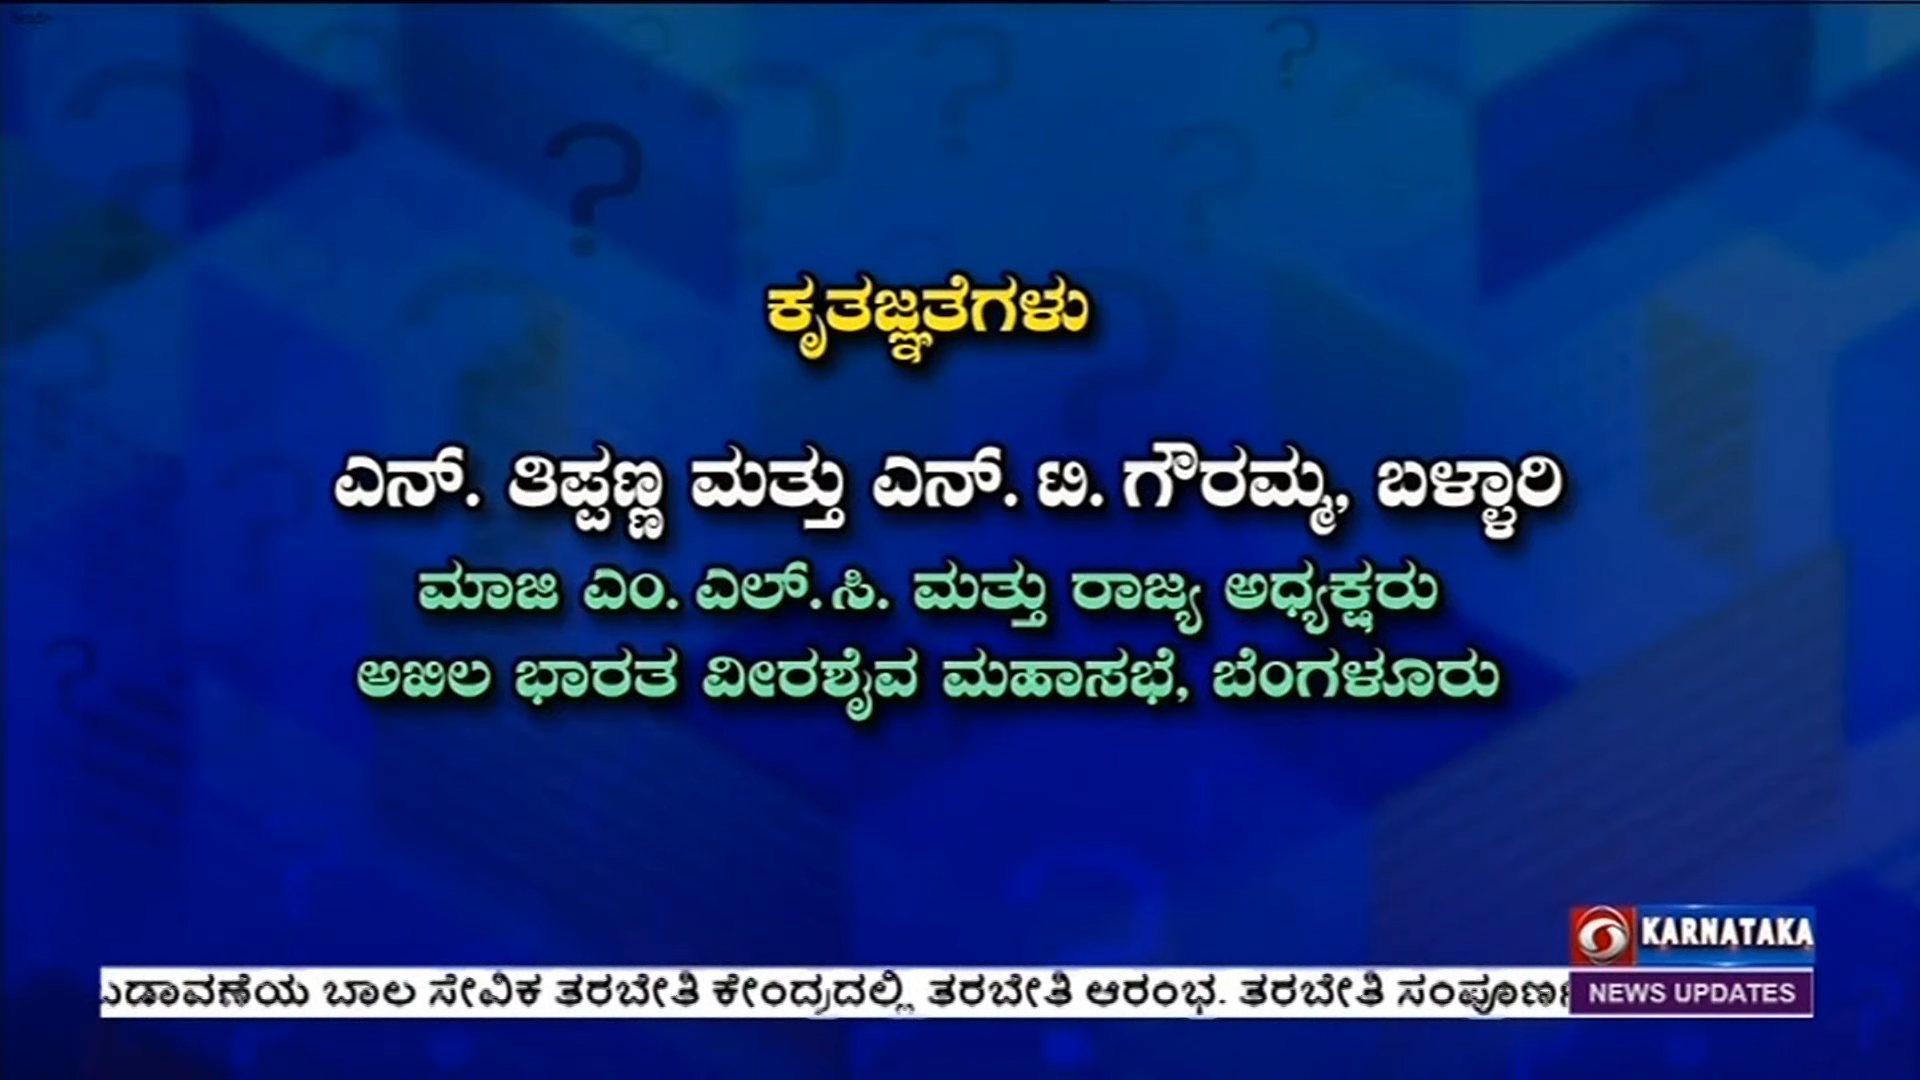 ಕೃತಜ್ಞತೆಗಳು
ಎನ್. ತಿಪ್ಪಣ್ಣ ಮತ್ತು ಎನ್. ಟಿ. ಗೌರಮ್ಮ, ಬಳ್ಳಾರಿ
ಮಾಜಿ ಎಂ. ಎಲ್.ಸಿ. ಮತ್ತು ರಾಜ್ಯ ಅಧ್ಯಕ್ಷರು
ಅಖಿಲ ಭಾರತ ವೀರಶೈವ ಮಹಾಸಭೆ, ಬೆಂಗಳೂರು
KARNATAKA
ಬಾಲ ಸೇವಿಕ ತರಬೇತಿ ಕೇಂದ್ರದಲ್ಲಿ ತರಬೇತಿ ಆರಂಭ. ತರಬೇತಿ
NEWS UPDATES